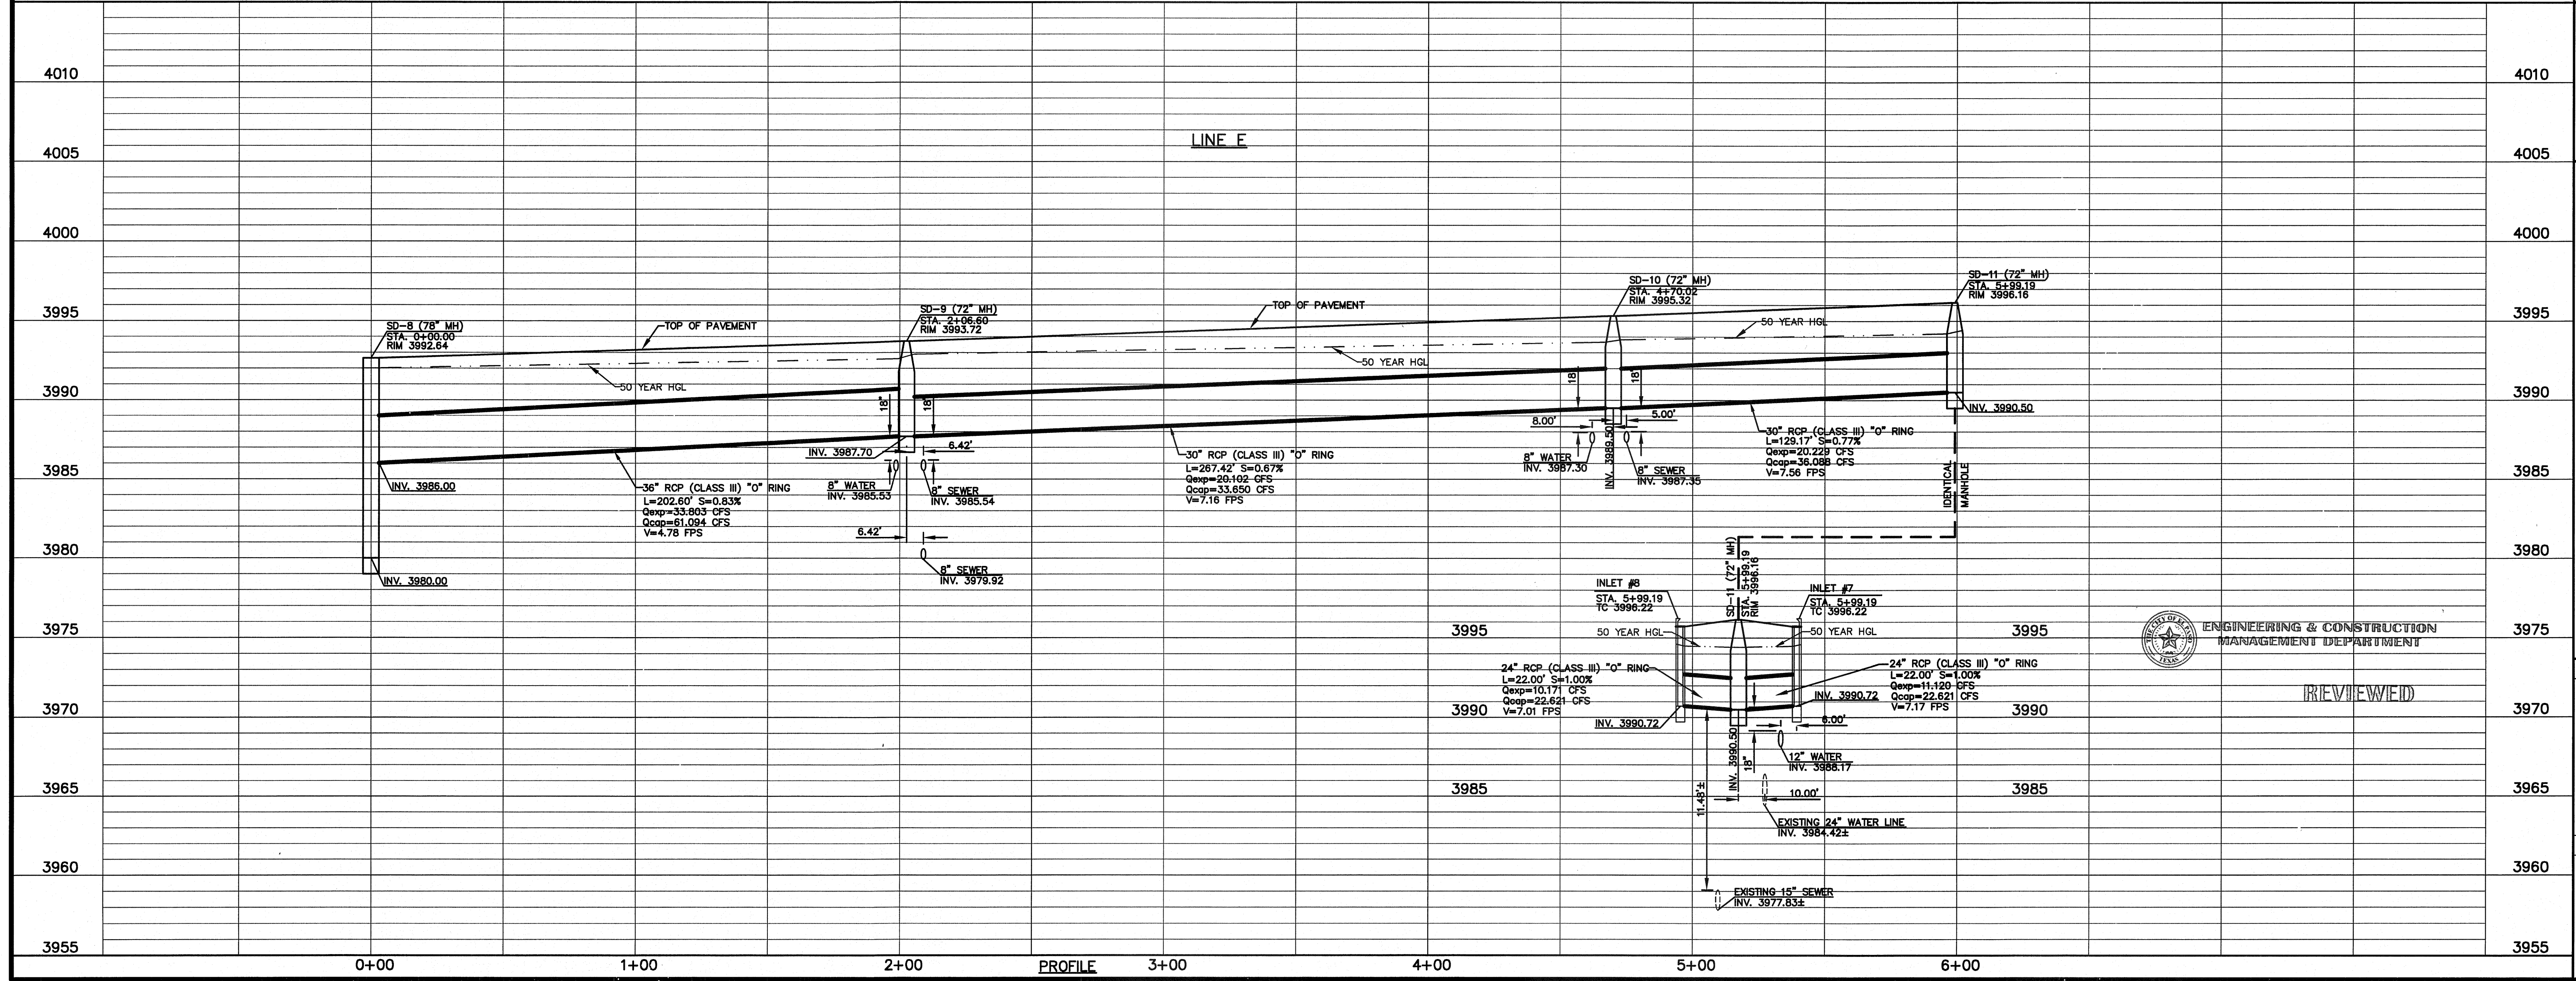 LINE E
4010
4005
4000
3995
3990
3985
3980
3975
3970
3965
3960
3955
SD-8 (78" MH)
STA. 0+00.00
RIM 3992.64
TOP OF PAVEMENT
50 YEAR HGL
INV. 3986.00
INV. 3980.00
36" RCP (CLASS III) "O" RING
L=202.60' S=0.83%
Qexp=33.803 CFS
Qcap=61.094 CFS
V=4.78 FPS
SD-9 (72" MH)
STA. 2+06.60
RIM 3993.72
18"
18"
INV. 3987.70
6.42'
8" WATER
INV. 3985.53
8" SEWER
INV. 3985.54
6.42'
8" SEWER
INV. 3979.92
TOP OF PAVEMENT
50 YEAR HGL
30" RCP (CLASS III) "O" RING
L=267.42' S=0.67%
Qexp=20.102 CFS
Qcap=33.650 CFS
V=7.16 FPS
SD-10 (72" MH)
STA. 4+70.02
RIM 3995.32
18"
18"
8.00'
5.00'
8" WATER
INV. 3987.30
INV. 3989.50
8" SEWER
INV. 3987.35
50 YEAR HGL
30" RCP (CLASS III) "O" RING
L=129.17' S=0.77%
Qexp=20.229 CFS
Qcap=36.088 CFS
V=7.56 FPS
SD-11 (72" MH)
STA. 5+99.19
RIM 3996.16
INV. 3990.50
IDENTICAL
MANHOLE
SD-11 (72" MH)
STA. 5+99.19
RIM 3996.16
INLET #8
STA. 5+99.19
TC 3996.22
INLET #7
STA. 5+99.19
TC 3996.22
3995
50 YEAR HGL
50 YEAR HGL
3995
24" RCP (CLASS III) "O" RING
L=22.00' S=1.00%
Qexp=10.171 CFS
Qcap=22.621 CFS
V=7.01 FPS
24" RCP (CLASS III) "O" RING
L=22.00' S=1.00%
Qexp=11.120 CFS
Qcap=22.621 CFS
V=7.17 FPS
3990
INV. 3990.72
INV. 3990.72
3990
6.00'
INV. 3990.50
18"
12" WATER
INV. 3988.17
3985
11.48'±
10.00'
3985
EXISTING 24" WATER LINE
INV. 3984.42±
EXISTING 15" SEWER
INV. 3977.83±
THE CITY OF EL PASO
TEXAS
ENGINEERING & CONSTRUCTION
MANAGEMENT DEPARTMENT
REVIEWED
4010
4005
4000
3995
3990
3985
3980
3975
3970
3965
3960
3955
0+00
1+00
2+00
PROFILE
3+00
4+00
5+00
6+00